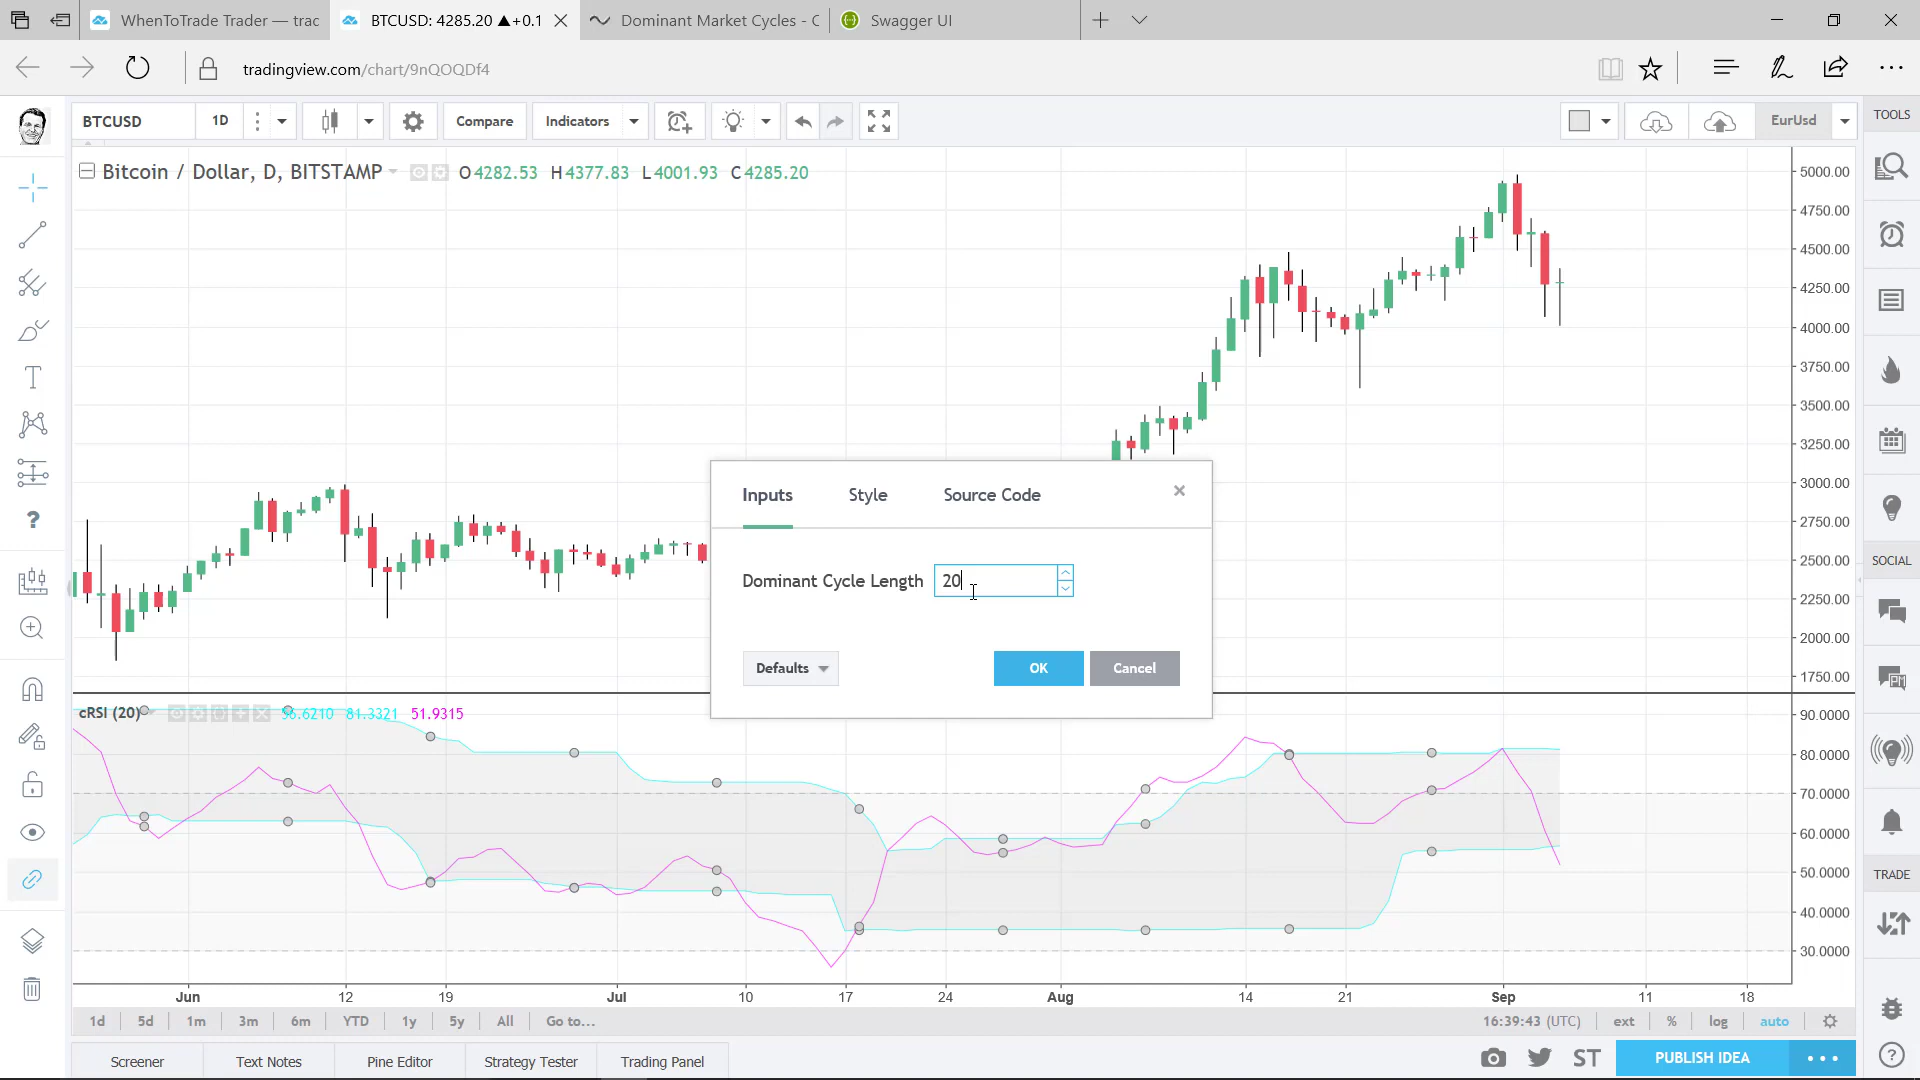 WhenToTrade Trader — trac
BTCUSD: 4285.20 ▲+0.1
Dominant Market Cycles - C
Swagger UI
tradingview.com/chart/9nQOQDf4
BTCUSD
1D
Compare
Indicators
EurUsd
TOOLS
Bitcoin / Dollar, D, BITSTAMP
O4282.53 H4377.83 L4001.93 C4285.20
5000.00
4750.00
4500.00
4250.00
4000.00
3750.00
3500.00
3250.00
3000.00
2750.00
2500.00
2250.00
2000.00
1750.00
Inputs
Style
Source Code
Dominant Cycle Length 20
Defaults
OK
Cancel
SOCIAL
cRSI (20)
81.3321
51.9315
90.0000
80.0000
70.0000
60.0000
50.0000
40.0000
30.0000
TRADE
Jun 12 19 Jul 10 17 24 Aug 14 21 Sep 11 18
1d 5d 1m 3m 6m YTD 1y 5y All Go to...
16:39:43 (UTC) ext % log auto
Screener
Text Notes
Pine Editor
Strategy Tester
Trading Panel
ST
PUBLISH IDEA